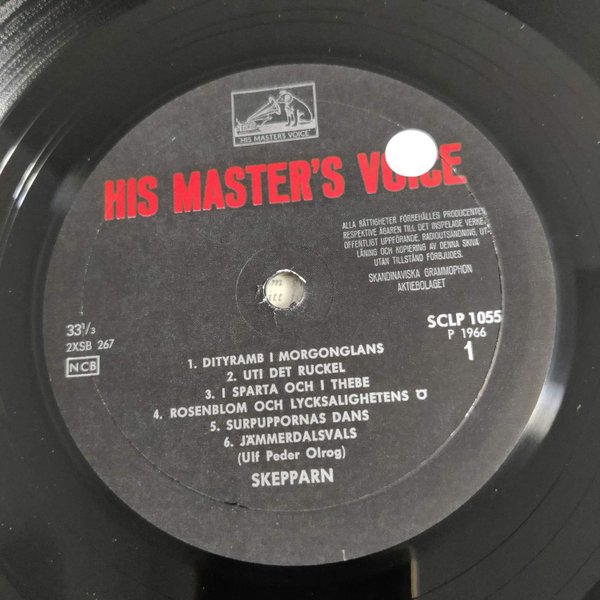 "HIS MASTER'S VOICE"
HIS MASTER'S VOICE
ALLA RÄTTIGHETER FÖRBEHÅLLES PRODUCENTEN
RESPEKTIVE ÄGAREN TILL DET INSPELADE VERKE.
OFFENTLIGT UPPFÖRANDE, RADIOUTSÄNDNING, UT-
LÅNING OCH KOPIERING AV DENNA SKIVA
UTAN TILLSTÅND FÖRBJUDES.
SKANDINAVISKA GRAMMOPHON
AKTIEBOLAGET
33⅓
2XSB 267
NCB
SCLP 1055
P 1966
1
1. DITYRAMB I MORGONGLANS
2. UTI DET RUCKEL
3. I SPARTA OCH I THEBE
4. ROSENBLOM OCH LYCKSALIGHETENS Ö
5. SURPUPPORNAS DANS
6. JÄMMERDALSVALS
(Ulf Peder Olrog)
SKEPPARN